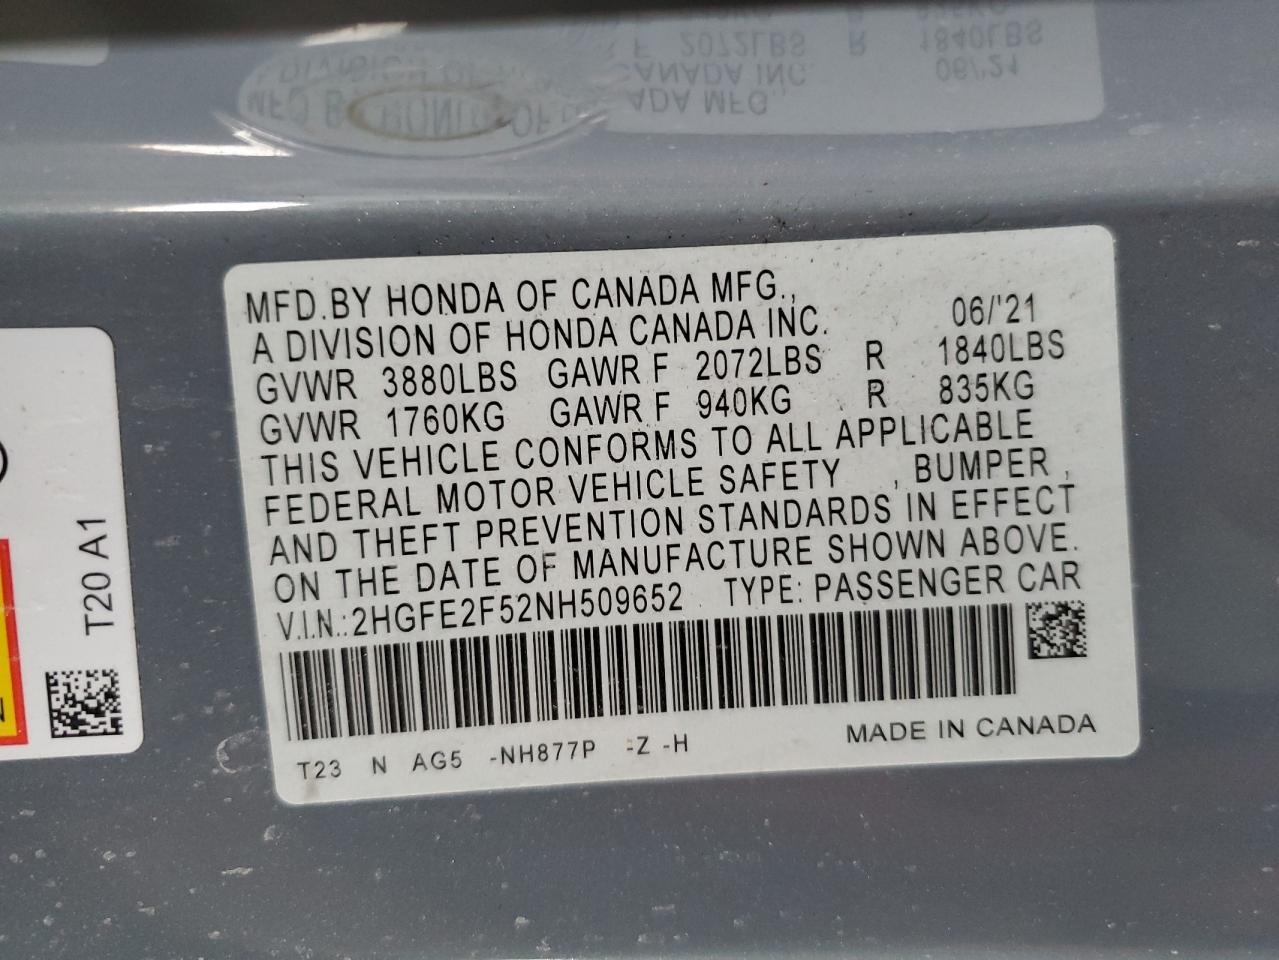 MFD.BY HONDA OF CANADA MFG.,
A DIVISION OF HONDA CANADA INC. 06/'21
GVWR 3880LBS GAWR F 2072LBS R 1840LBS
GVWR 1760KG GAWR F 940KG R 835KG
THIS VEHICLE CONFORMS TO ALL APPLICABLE
FEDERAL MOTOR VEHICLE SAFETY , BUMPER ,
AND THEFT PREVENTION STANDARDS IN EFFECT
ON THE DATE OF MANUFACTURE SHOWN ABOVE.
V.I.N.:2HGFE2F52NH509652 TYPE: PASSENGER CAR
T23 N AG5 -NH877P -Z -H MADE IN CANADA
T20 A1